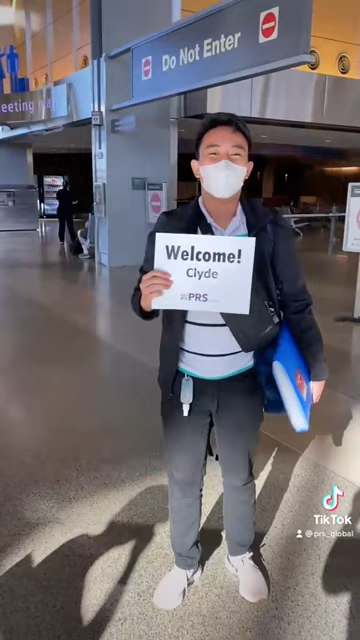 Do Not Enter
eeting
Welcome!
Clyde
PRS
TikTok
@prs_global